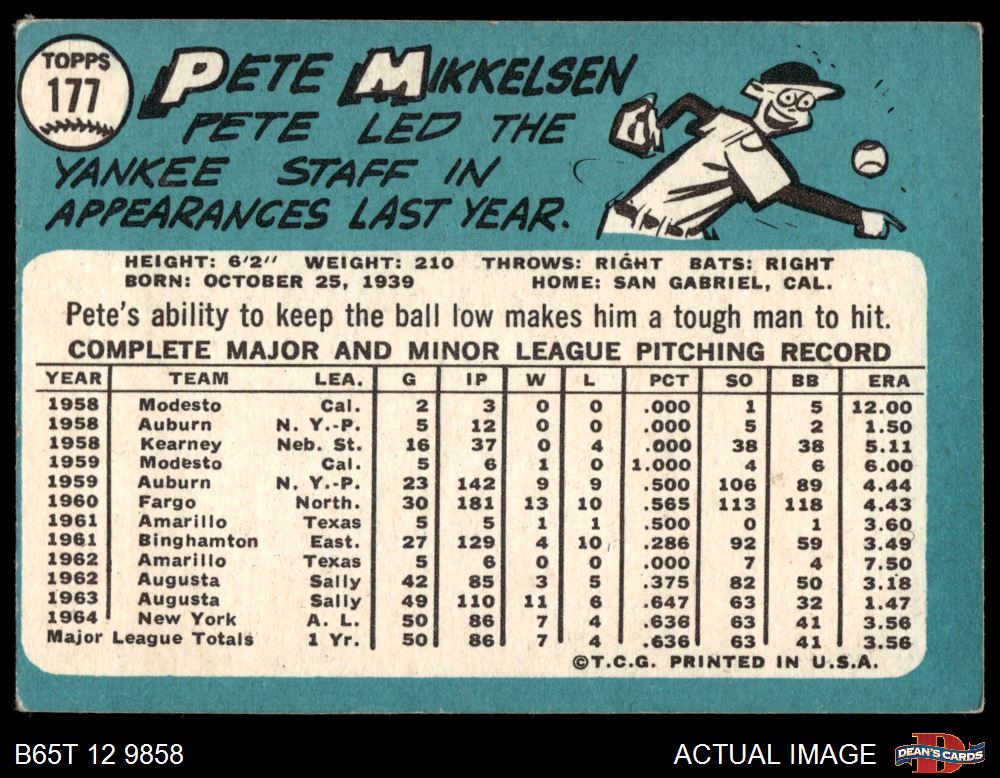 TOPPS
177
PETE MIKKELSEN
PETE LED THE
YANKEE STAFF IN
APPEARANCES LAST YEAR.
HEIGHT: 6'2" WEIGHT: 210 THROWS: RIGHT BATS: RIGHT
BORN: OCTOBER 25, 1939 HOME: SAN GABRIEL, CAL.
Pete's ability to keep the ball low makes him a tough man to hit.
COMPLETE MAJOR AND MINOR LEAGUE PITCHING RECORD
YEAR TEAM LEA. G IP W L PCT SO BB ERA
1958 Modesto Cal. 2 3 0 0 .000 1 5 12.00
1958 Auburn N. Y.-P. 5 12 0 0 .000 5 2 1.50
1958 Kearney Neb. St. 16 37 0 4 .000 38 38 5.11
1959 Modesto Cal. 5 6 1 0 1.000 4 6 6.00
1959 Auburn N. Y.-P. 23 142 9 9 .500 106 89 4.44
1960 Fargo North. 30 181 13 10 .565 113 118 4.43
1961 Amarillo Texas 5 5 1 1 .500 0 1 3.60
1961 Binghamton East. 27 129 4 10 .286 92 59 3.49
1962 Amarillo Texas 5 6 0 0 .000 7 4 7.50
1962 Augusta Sally 42 85 3 5 .375 82 50 3.18
1963 Augusta Sally 49 110 11 6 .647 63 32 1.47
1964 New York A. L. 50 86 7 4 .636 63 41 3.56
Major League Totals 1 Yr. 50 86 7 4 .636 63 41 3.56
©T.C.G. PRINTED IN U.S.A.
B65T 12 9858 ACTUAL IMAGE DEAN'S CARDS